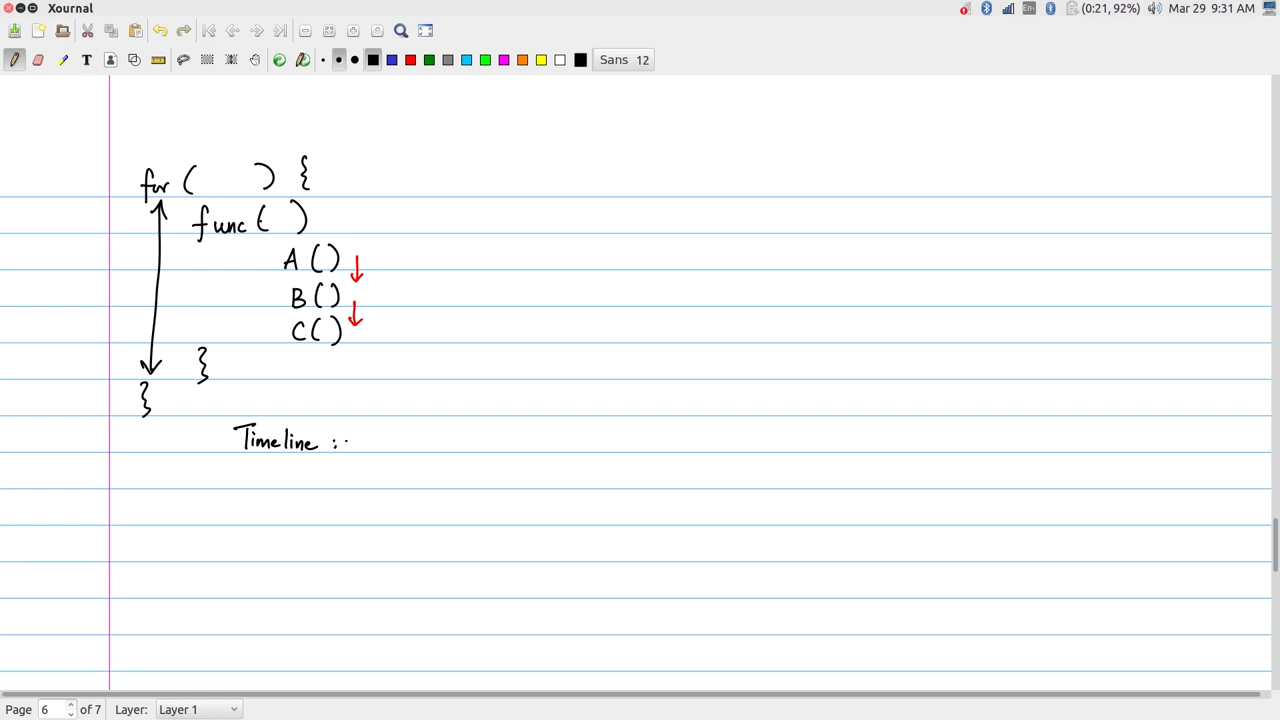 Xournal
(0:21, 92%)
Mar 29 9:31 AM
En
T
Sans 12
for ( ) {
func ( )
A ( )
B ( )
C ( )
}
}
Timeline :-
Page 6 of 7 Layer: Layer 1